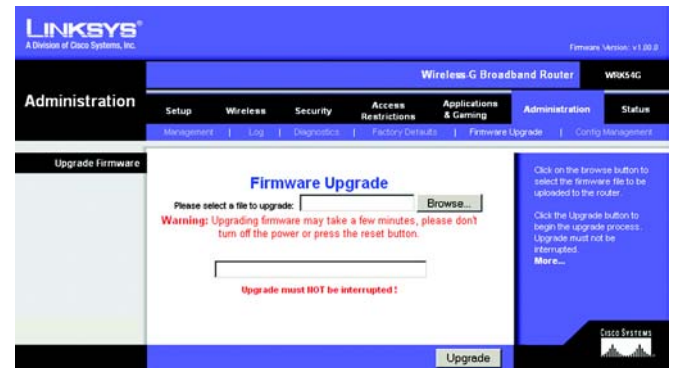 LINKSYS®
A Division of Cisco Systems, Inc.
Firmware Version: v1.00.0
Wireless-G Broadband Router WRK54G
Administration
Setup Wireless Security Access Restrictions Applications & Gaming Administration Status
Management | Log | Diagnostics | Factory Defaults | Firmware Upgrade | Config Management
Upgrade Firmware
Firmware Upgrade
Please select a file to upgrade: Browse...
Warning: Upgrading firmware may take a few minutes, please don't
turn off the power or press the reset button.
Upgrade must NOT be interrupted !
Click on the browse button to
select the firmware file to be
uploaded to the router.
Click the Upgrade button to
begin the upgrade process.
Upgrade must not be
interrupted.
More...
Upgrade
CISCO SYSTEMS